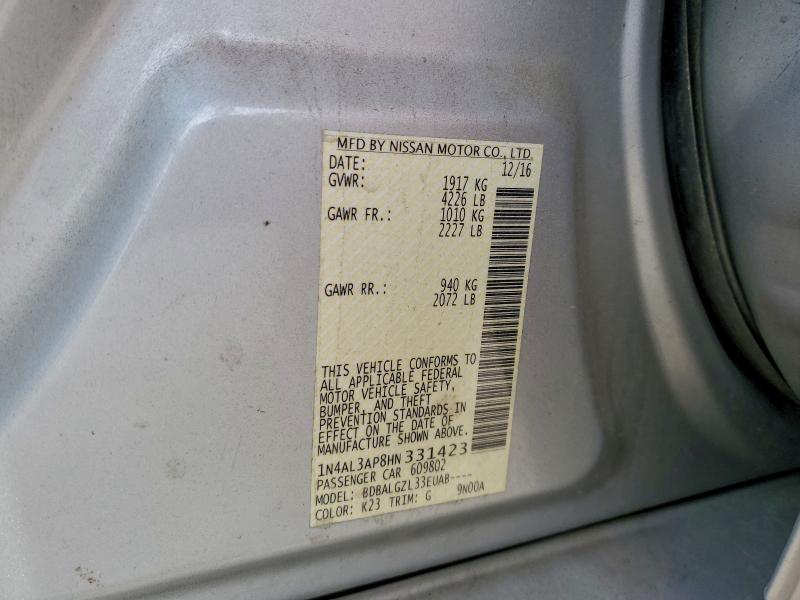 MFD BY NISSAN MOTOR CO., LTD.
DATE: 12/16
GVWR: 1917 KG
4226 LB
GAWR FR.: 1010 KG
2227 LB
GAWR RR.: 940 KG
2072 LB
THIS VEHICLE CONFORMS TO
ALL APPLICABLE FEDERAL
MOTOR VEHICLE SAFETY,
BUMPER, AND THEFT
PREVENTION STANDARDS IN
EFFECT ON THE DATE OF
MANUFACTURE SHOWN ABOVE.
1N4AL3AP8HN331423
PASSENGER CAR 609802
MODEL: BDBALGZL33EUAB----
COLOR: K23 TRIM: G 9N00A